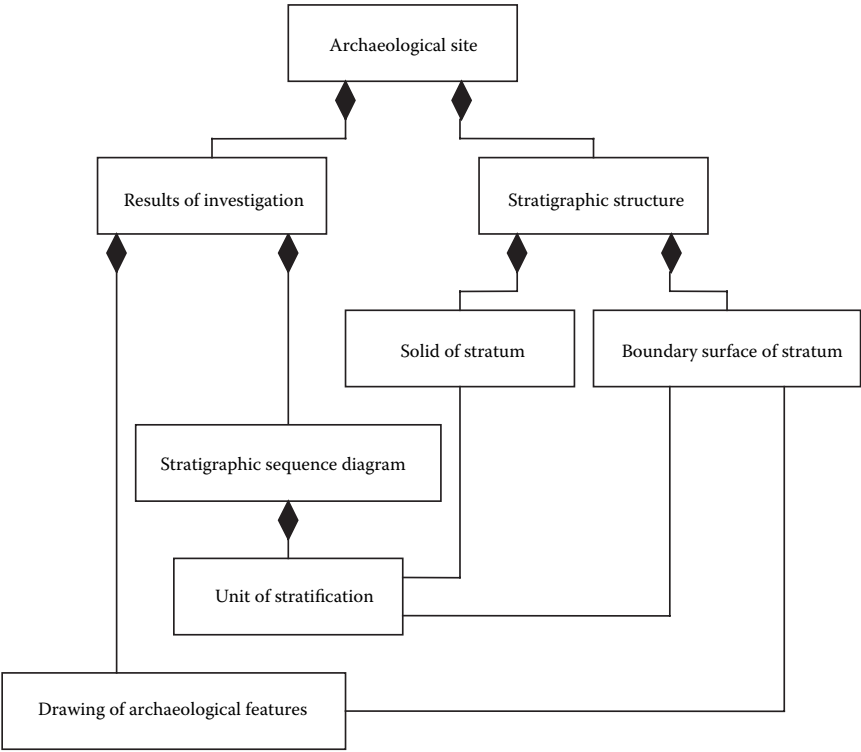 Archaeological site
Results of investigation
Stratigraphic structure
Solid of stratum
Boundary surface of stratum
Stratigraphic sequence diagram
Unit of stratification
Drawing of archaeological features